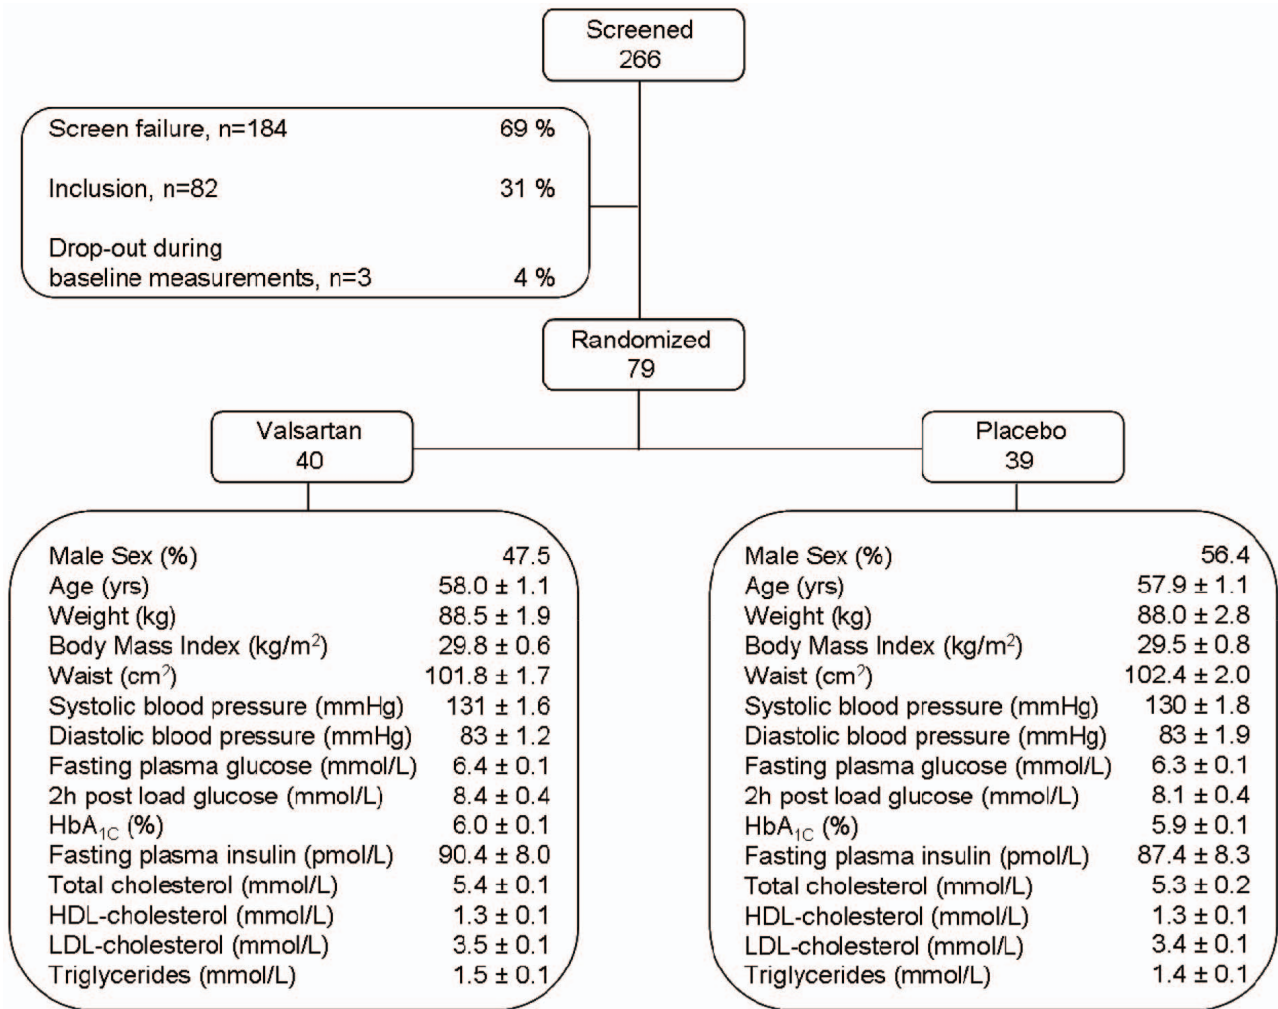 Screened
266
Screen failure, n=184 69 %
Inclusion, n=82 31 %
Drop-out during
baseline measurements, n=3 4 %
Randomized
79
Valsartan
40
Placebo
39
Male Sex (%) 47.5
Age (yrs) 58.0 ± 1.1
Weight (kg) 88.5 ± 1.9
Body Mass Index (kg/m²) 29.8 ± 0.6
Waist (cm²) 101.8 ± 1.7
Systolic blood pressure (mmHg) 131 ± 1.6
Diastolic blood pressure (mmHg) 83 ± 1.2
Fasting plasma glucose (mmol/L) 6.4 ± 0.1
2h post load glucose (mmol/L) 8.4 ± 0.4
HbA1C (%) 6.0 ± 0.1
Fasting plasma insulin (pmol/L) 90.4 ± 8.0
Total cholesterol (mmol/L) 5.4 ± 0.1
HDL-cholesterol (mmol/L) 1.3 ± 0.1
LDL-cholesterol (mmol/L) 3.5 ± 0.1
Triglycerides (mmol/L) 1.5 ± 0.1
Male Sex (%) 56.4
Age (yrs) 57.9 ± 1.1
Weight (kg) 88.0 ± 2.8
Body Mass Index (kg/m²) 29.5 ± 0.8
Waist (cm²) 102.4 ± 2.0
Systolic blood pressure (mmHg) 130 ± 1.8
Diastolic blood pressure (mmHg) 83 ± 1.9
Fasting plasma glucose (mmol/L) 6.3 ± 0.1
2h post load glucose (mmol/L) 8.1 ± 0.4
HbA1C (%) 5.9 ± 0.1
Fasting plasma insulin (pmol/L) 87.4 ± 8.3
Total cholesterol (mmol/L) 5.3 ± 0.2
HDL-cholesterol (mmol/L) 1.3 ± 0.1
LDL-cholesterol (mmol/L) 3.4 ± 0.1
Triglycerides (mmol/L) 1.4 ± 0.1